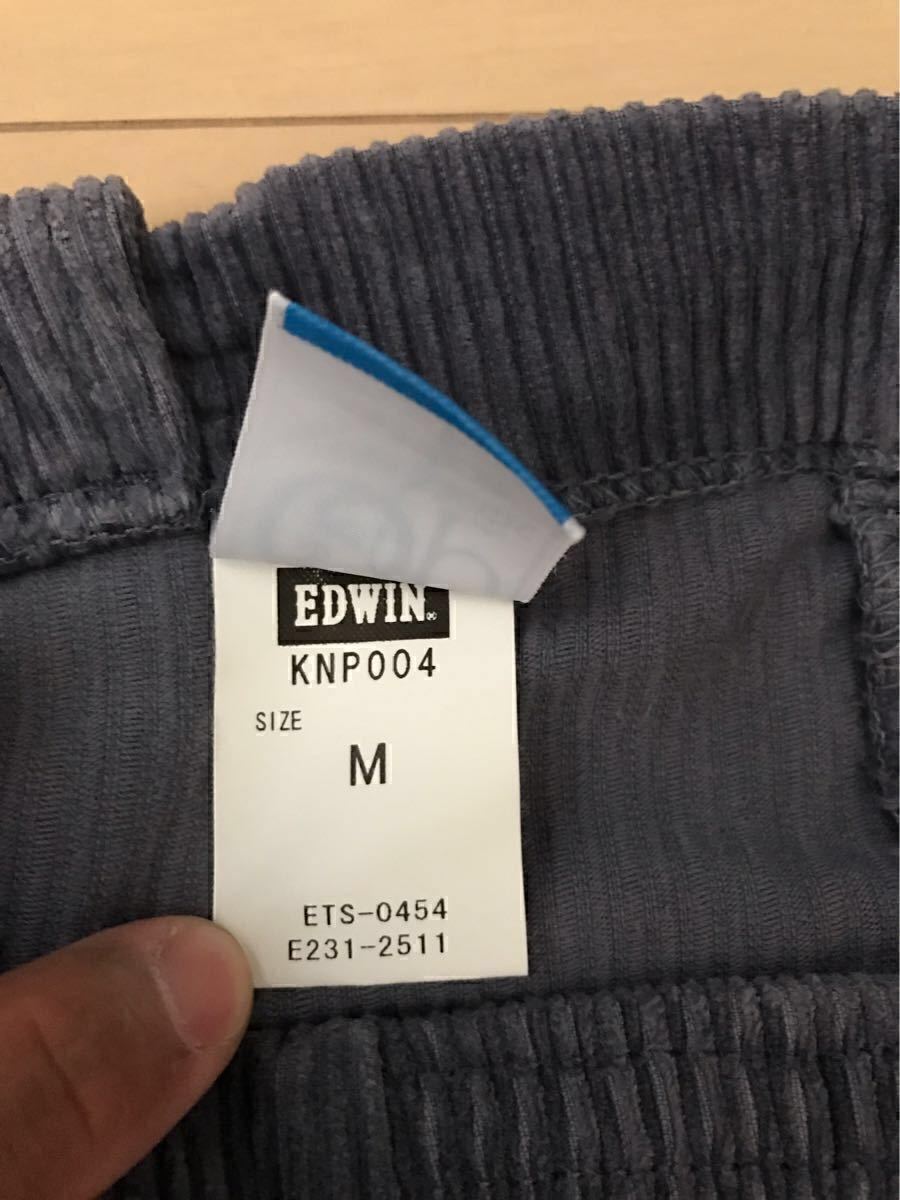 EDWIN®
KNP004
SIZE
M
ETS-0454
E231-2511